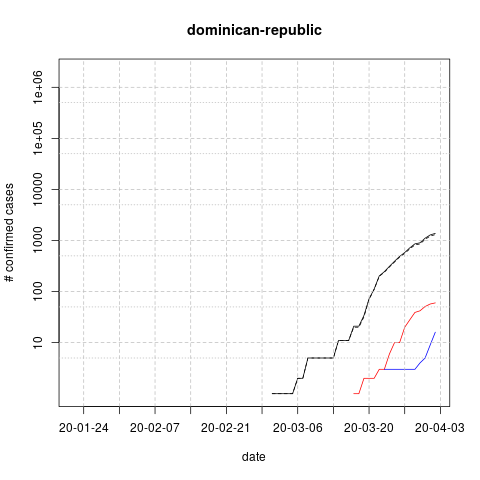 dominican-republic
# confirmed cases
1e+06
1e+05
10000
1000
100
10
20-01-24 20-02-07 20-02-21 20-03-06 20-03-20 20-04-03
date